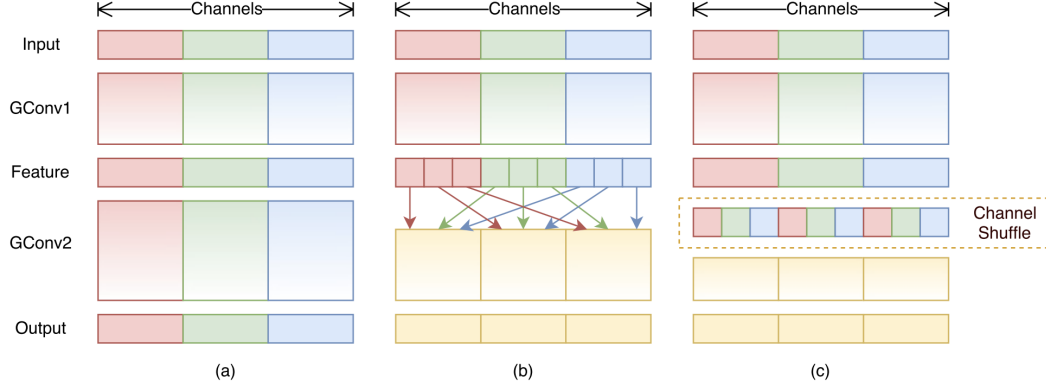 Channels
Channels
Channels
Input
GConv1
Feature
GConv2
Channel
Shuffle
Output
(a)
(b)
(c)